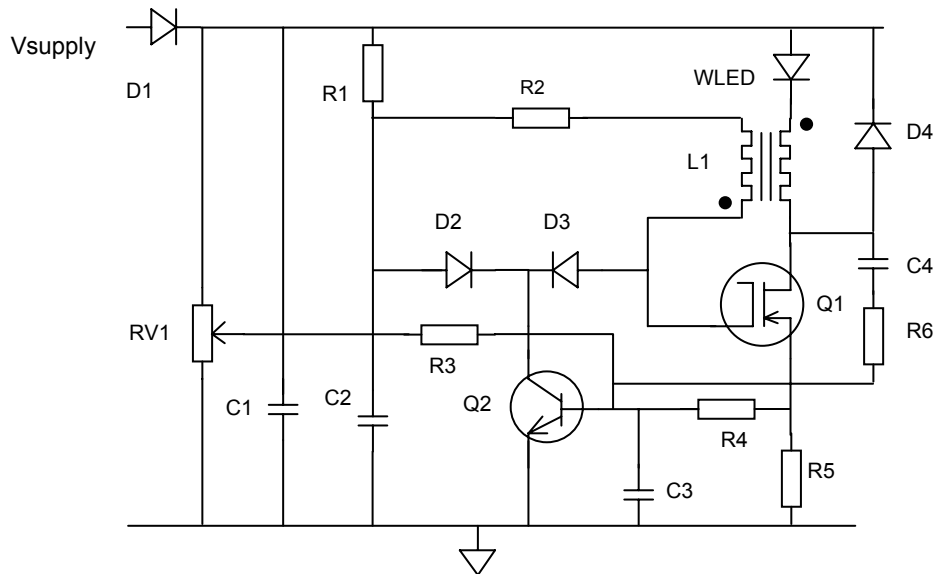 Vsupply
D1
R1
R2
WLED
D4
L1
D2
D3
C4
Q1
RV1
R3
R6
C1
C2
Q2
R4
C3
R5